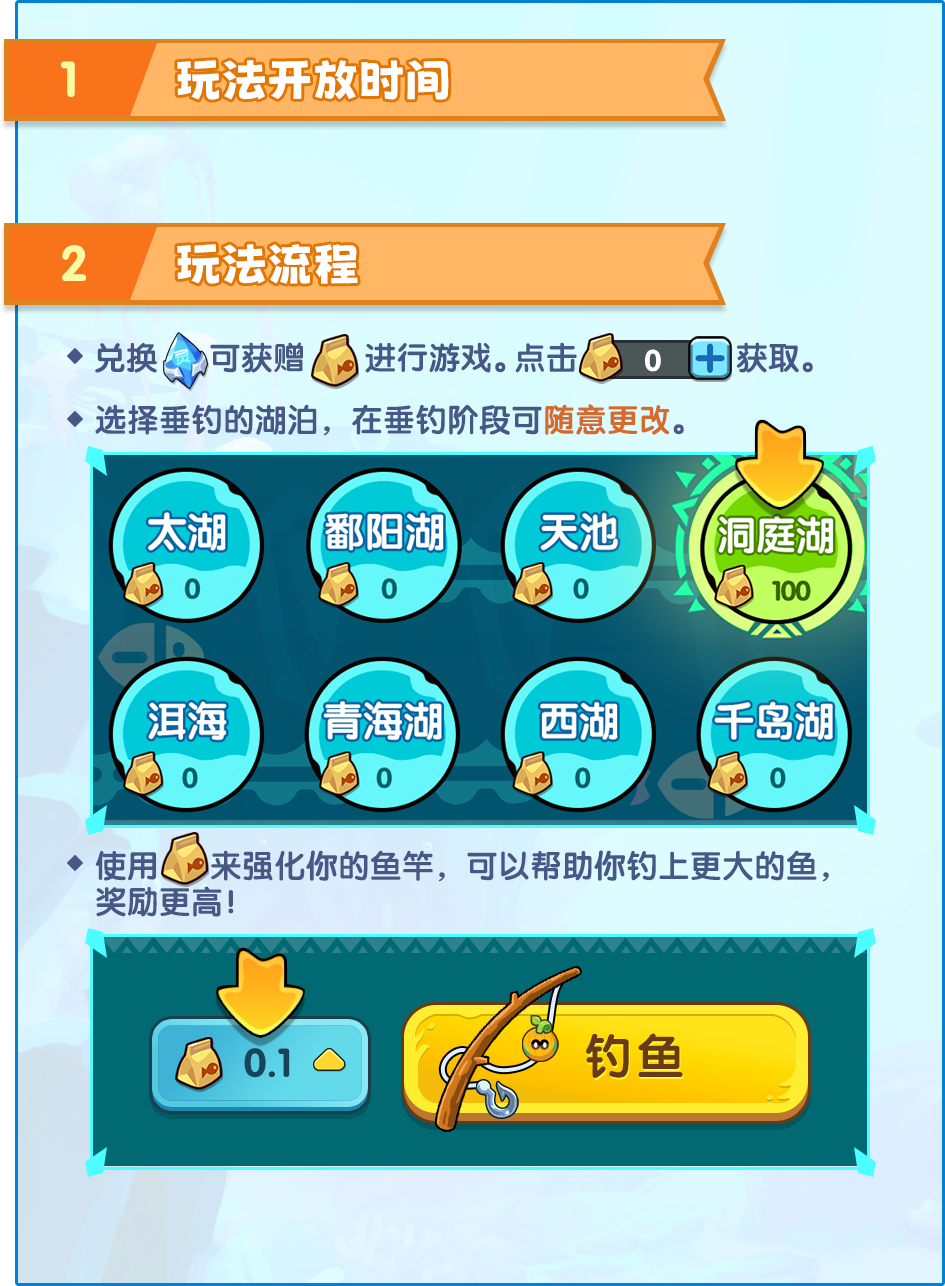 1 玩法开放时间
2 玩法流程
兑换灵可获赠进行游戏。点击 0 获取。
选择垂钓的湖泊，在垂钓阶段可随意更改。
太湖 鄱阳湖 天池 洞庭湖
0 0 0 100
洱海 青海湖 西湖 千岛湖
0 0 0 0
使用来强化你的鱼竿，可以帮助你钓上更大的鱼，
奖励更高！
0.1 钓鱼